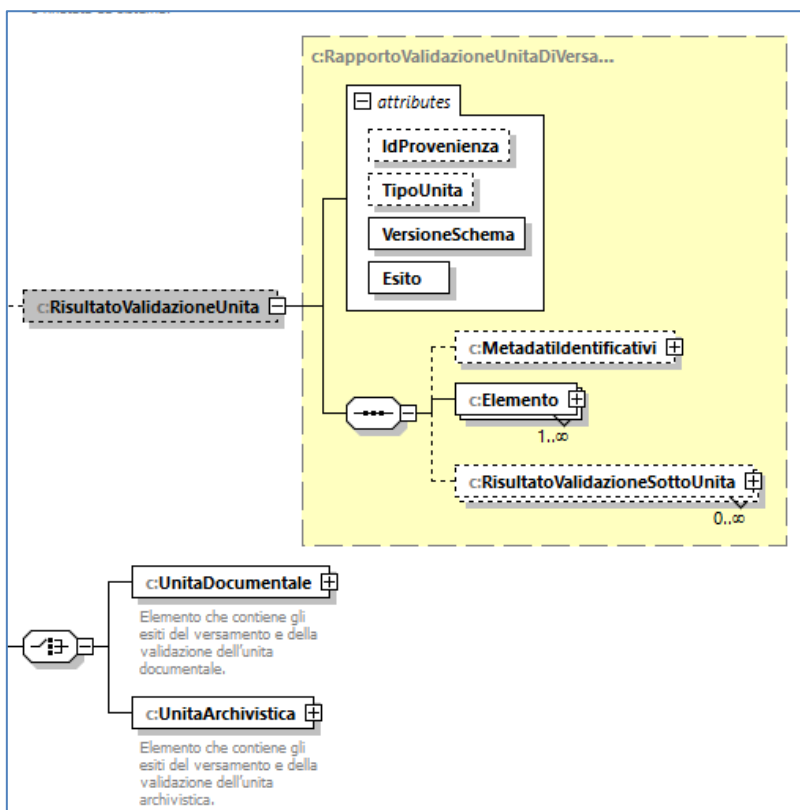 c:RapportoValidazioneUnitaDiVersa...
attributes
IdProvenienza
TipoUnita
VersioneSchema
Esito
c:RisultatoValidazioneUnita
c:MetadatiIdentificativi
c:Elemento
1..∞
c:RisultatoValidazioneSottoUnita
0..∞
c:UnitaDocumentale
Elemento che contiene gli
esiti del versamento e della
validazione dell'unita
documentale.
c:UnitaArchivistica
Elemento che contiene gli
esiti del versamento e della
validazione dell'unita
archivistica.